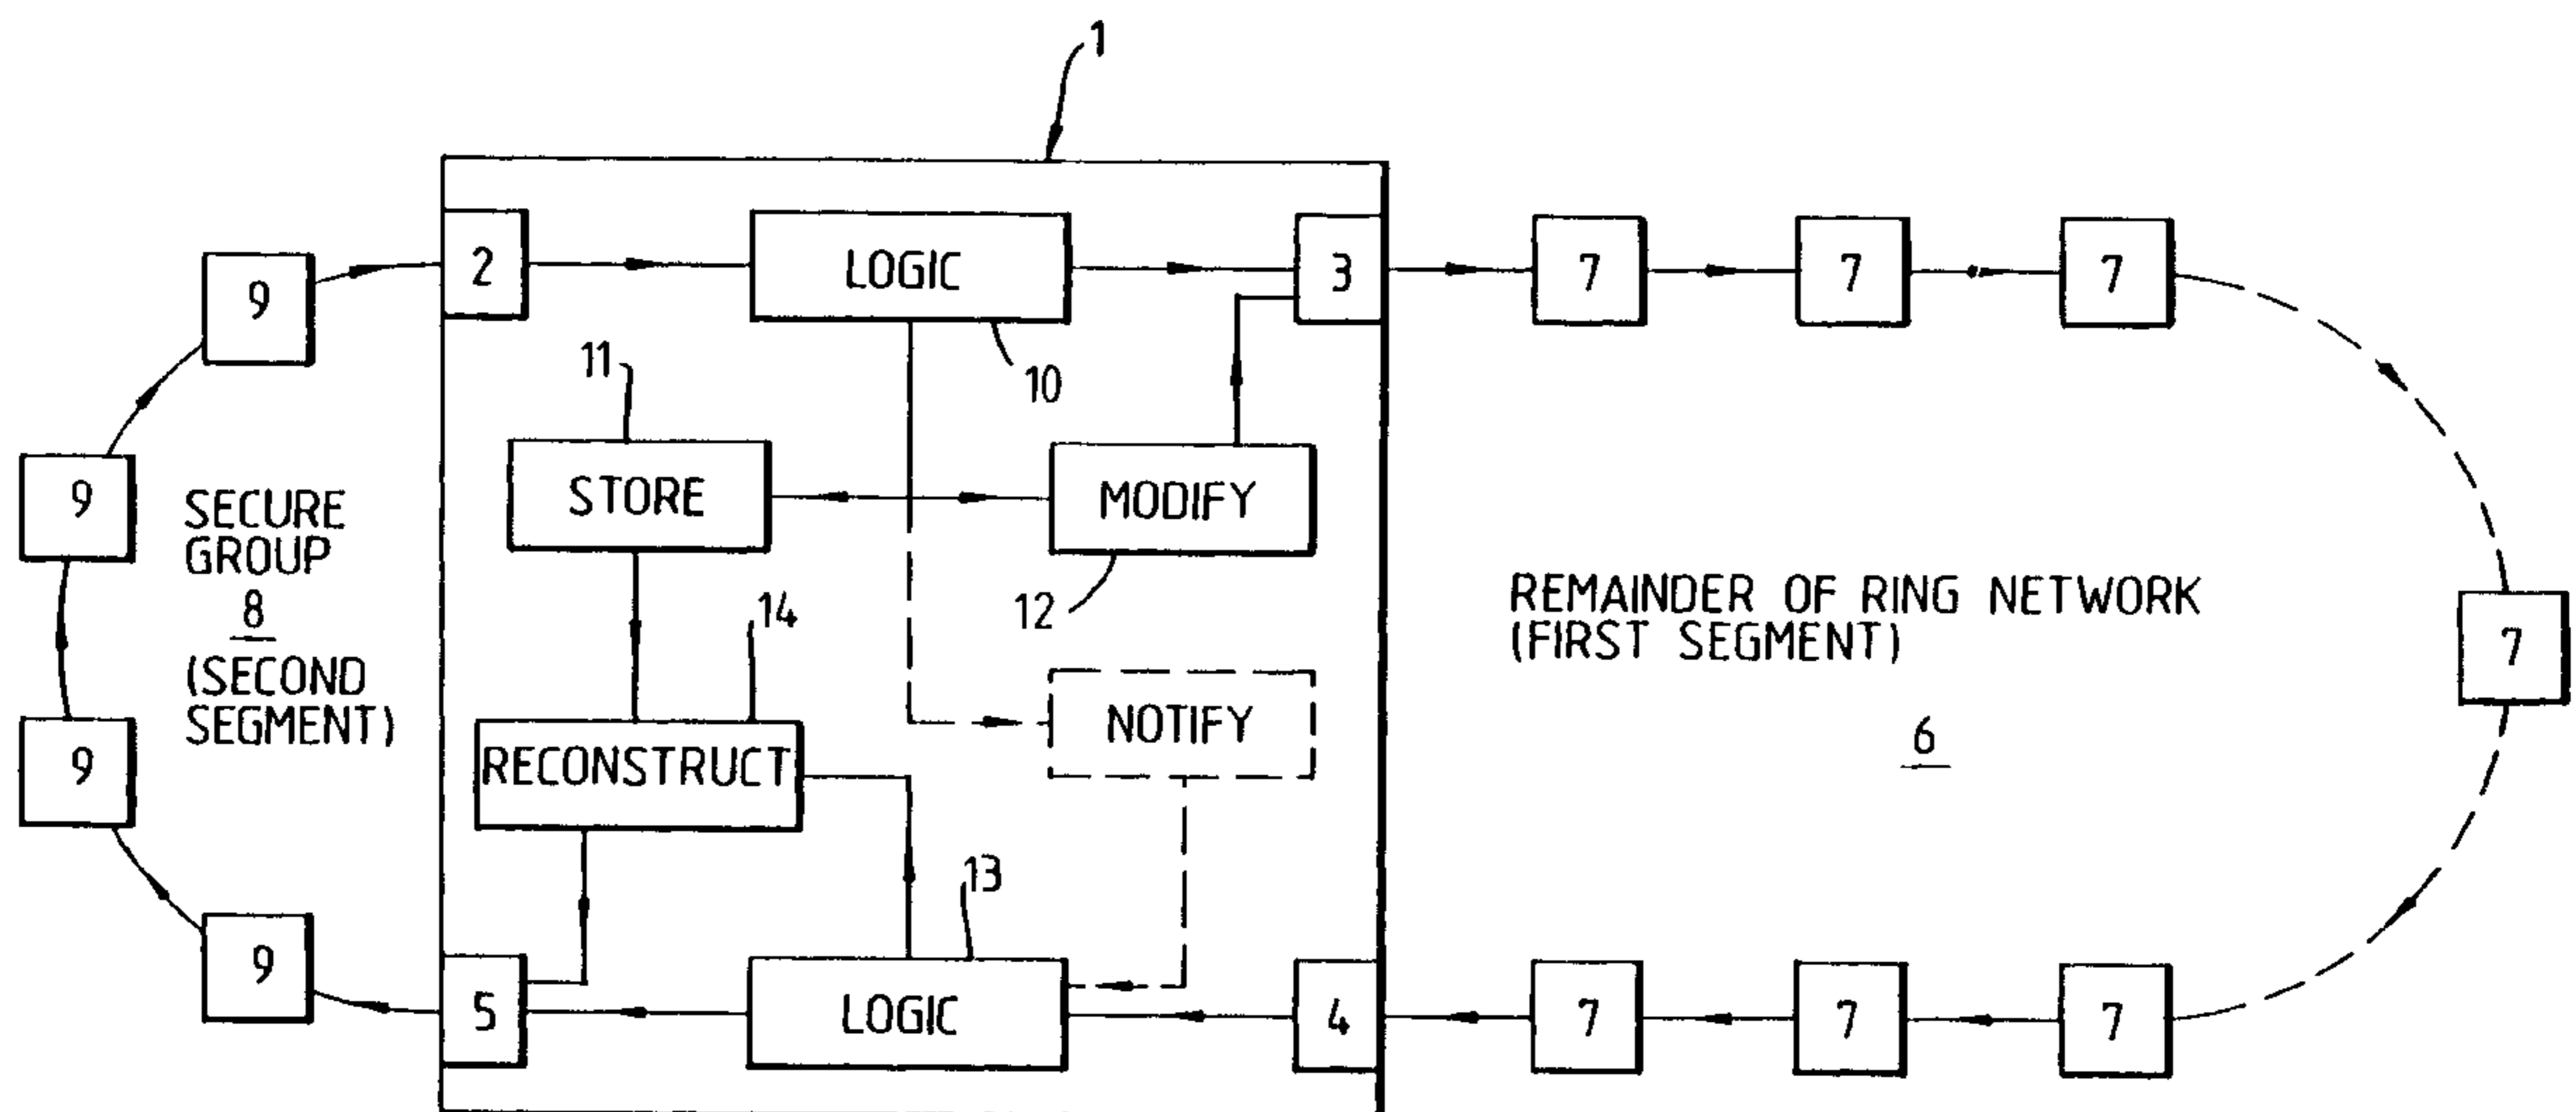 1
2
LOGIC
3
7
7
7
9
11
10
9
SECURE
GROUP
8
(SECOND
SEGMENT)
STORE
MODIFY
12
14
REMAINDER OF RING NETWORK
(FIRST SEGMENT)
6
7
9
RECONSTRUCT
NOTIFY
13
9
5
LOGIC
4
7
7
7